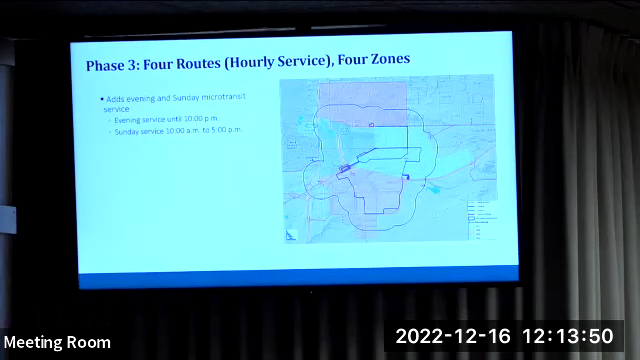 Phase 3: Four Routes (Hourly Service), Four Zones
Adds evening and Sunday microtransit
service
Evening service until 10:00 p.m.
Sunday service 10:00 a.m. to 5:00 p.m.
Meeting Room
2022-12-16 12:13:50